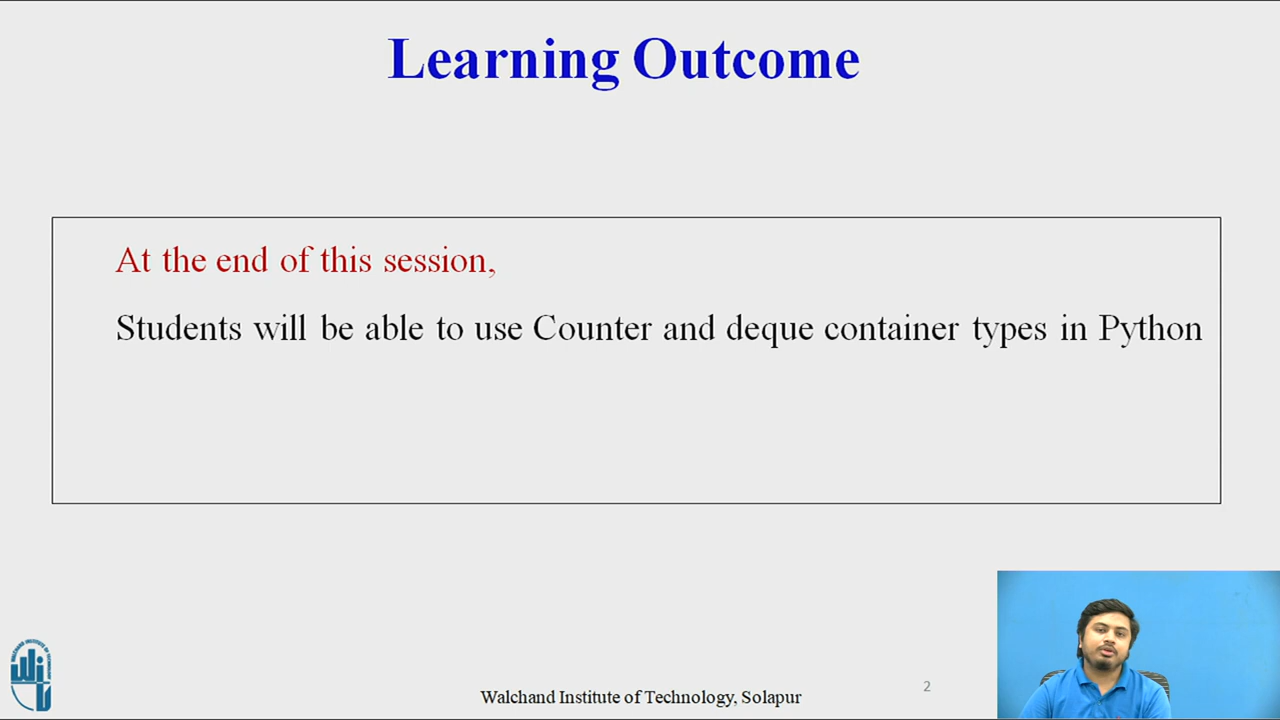 Learning Outcome
At the end of this session,
Students will be able to use Counter and deque container types in Python
Walchand Institute of Technology, Solapur
2